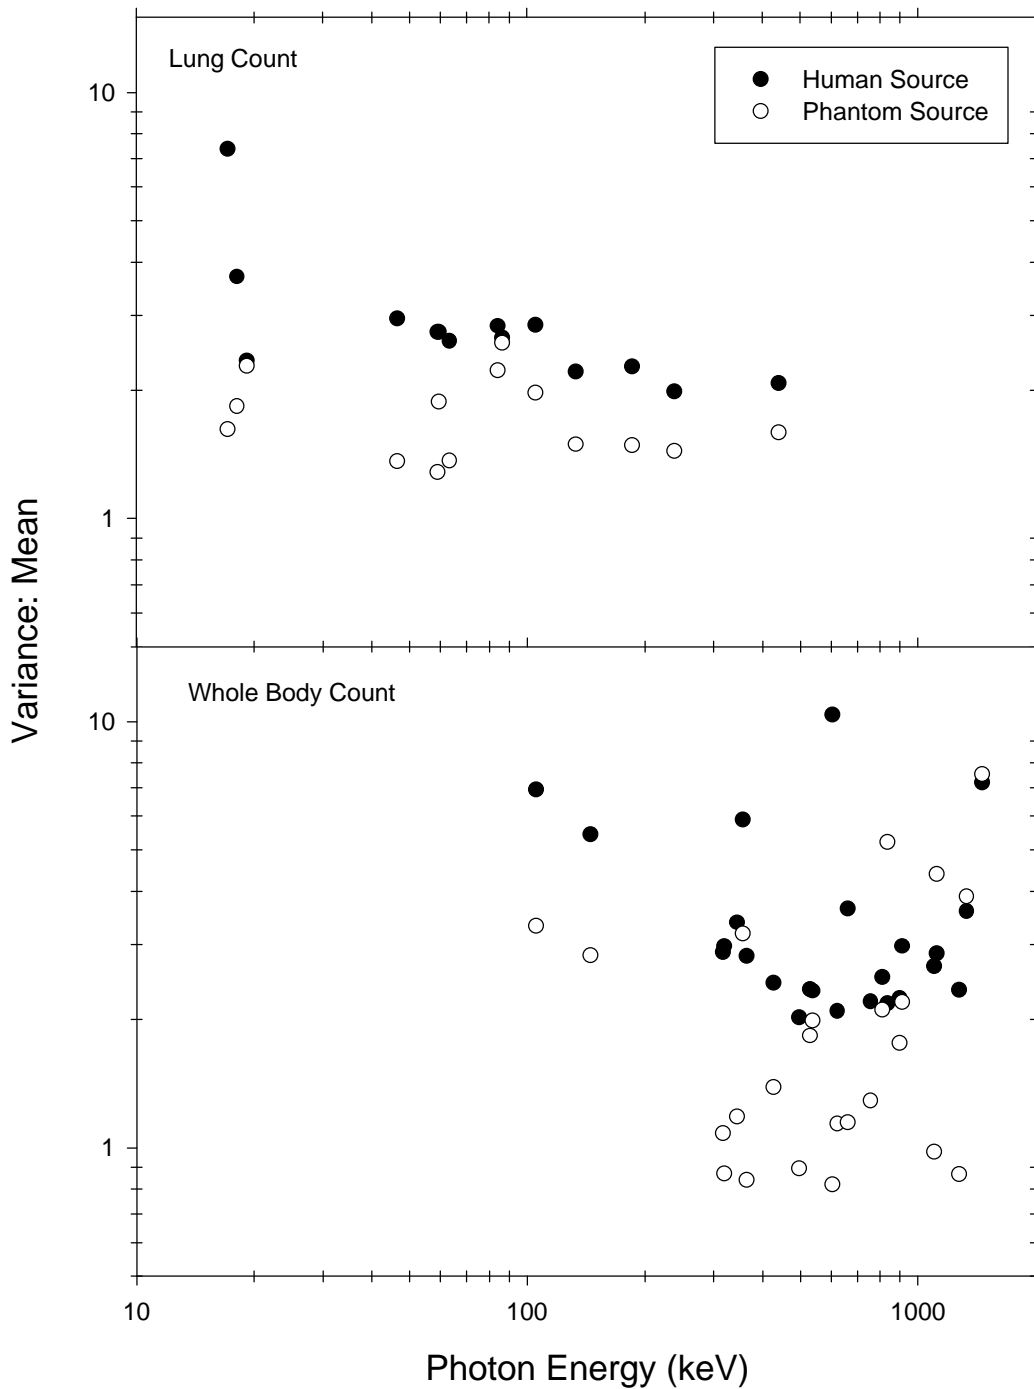 Lung Count
Human Source
Phantom Source
10
1
Variance: Mean
Whole Body Count
10
1
10
100
1000
Photon Energy (keV)